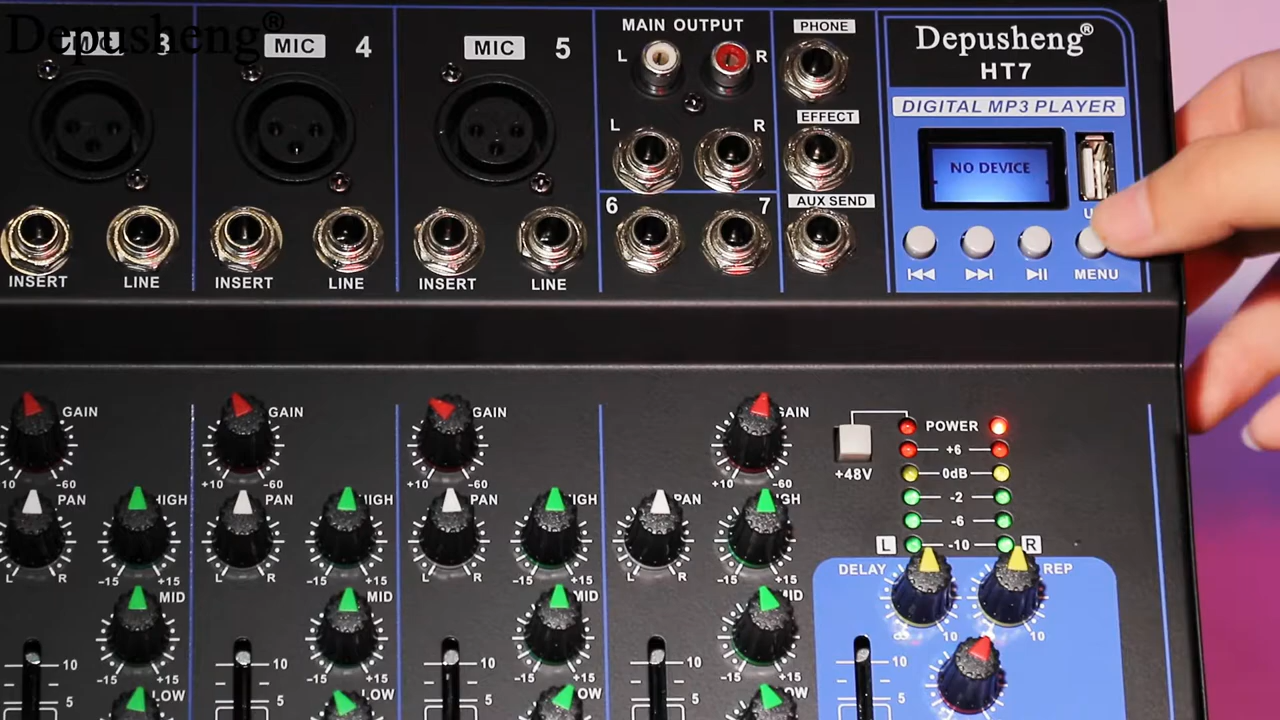 Depusheng®
3
MIC 4
MIC 5
MAIN OUTPUT
L R
L R
6 7
PHONE
EFFECT
AUX SEND
Depusheng®
HT7
DIGITAL MP3 PLAYER
NO DEVICE
MENU
INSERT LINE INSERT LINE INSERT LINE
GAIN GAIN GAIN GAIN
+10 -60 +10 -60 +10 -60 +10 -60
PAN HIGH PAN HIGH PAN HIGH PAN HIGH
L R -15 +15 L R -15 +15 L R -15 +15 L R -15 +15
MID MID MID MID
10 -15 +15 10 -15 +15 10 -15 +15 10 -15 +15
LOW LOW LOW LOW
5 5 5 5
+48V
POWER
+6
0dB
-2
-6
L -10 R
DELAY REP
∞ 10 10
10
5